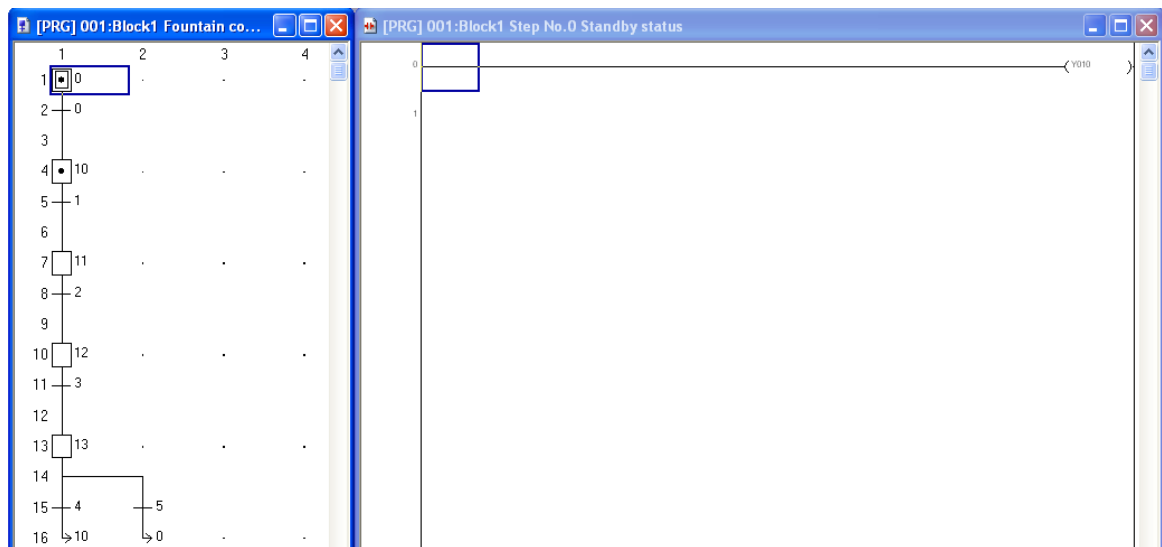 [PRG] 001:Block1 Fountain co...
1 2 3 4
1 0
2 0
3
4 10
5 1
6
7 11
8 2
9
10 12
11 3
12
13 13
14
15 4 5
16 10 0
[PRG] 001:Block1 Step No.0 Standby status
0 Y010
1